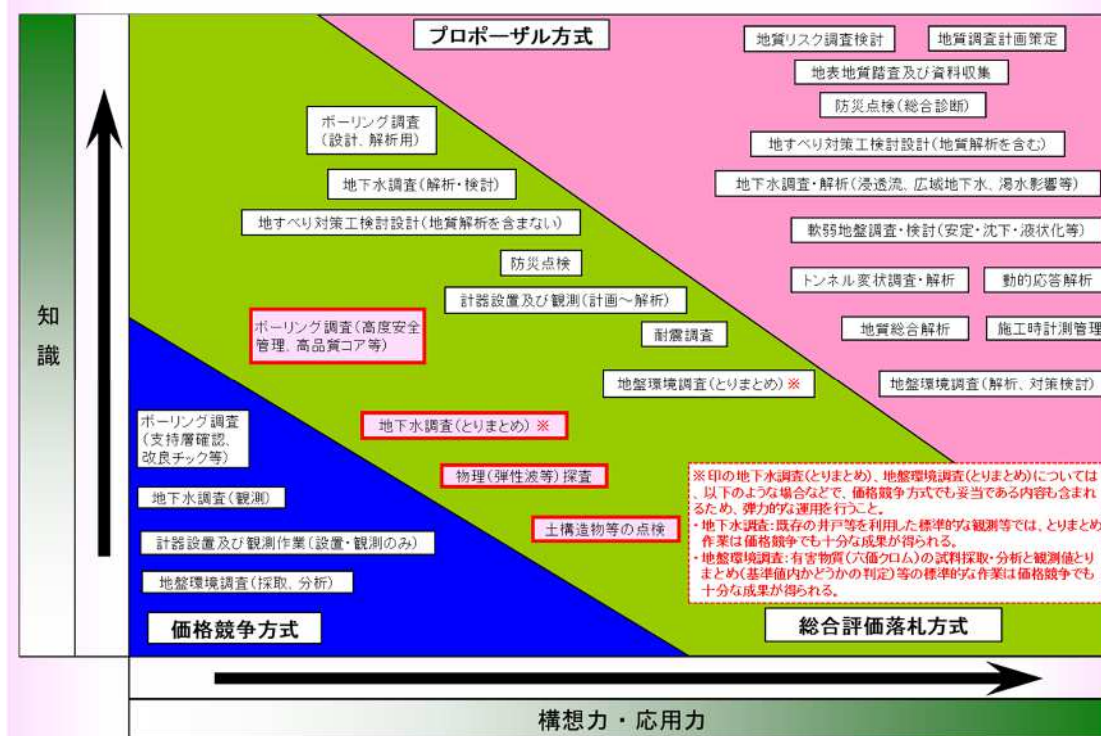 プロポーザル方式
地質リスク調査検討
地質調査計画策定
地表地質踏査及び資料収集
防災点検(総合診断)
地すべり対策工検討設計(地質解析を含む)
地下水調査・解析(浸透流、広域地下水、渇水影響等)
軟弱地盤調査・検討(安定・沈下・液状化等)
トンネル変状調査・解析
動的応答解析
地質総合解析
施工時計測管理
地盤環境調査(解析、対策検討)
ボーリング調査
(設計、解析用)
地下水調査(解析・検討)
地すべり対策工検討設計(地質解析を含まない)
防災点検
計器設置及び観測(計画～解析)
耐震調査
ボーリング調査(高度安全
管理、高品質コア等)
地盤環境調査(とりまとめ)※
地下水調査(とりまとめ)※
物理(弾性波等)探査
土構造物等の点検
※印の地下水調査(とりまとめ)、地盤環境調査(とりまとめ)については
、以下のような場合などで、価格競争方式でも妥当である内容も含まれ
るため、弾力的な運用を行うこと。
・地下水調査:既存の井戸等を利用した標準的な観測等では、とりまとめ
作業は価格競争でも十分な成果が得られる。
・地盤環境調査:有害物質(六価クロム)の試料採取・分析と観測値とり
まとめ(基準値内かどうかの判定)等の標準的な作業は価格競争でも
十分な成果が得られる。
総合評価落札方式
ボーリング調査
(支持層確認、
改良チック等)
地下水調査(観測)
計器設置及び観測作業(設置・観測のみ)
地盤環境調査(採取、分析)
価格競争方式
知識
構想力・応用力